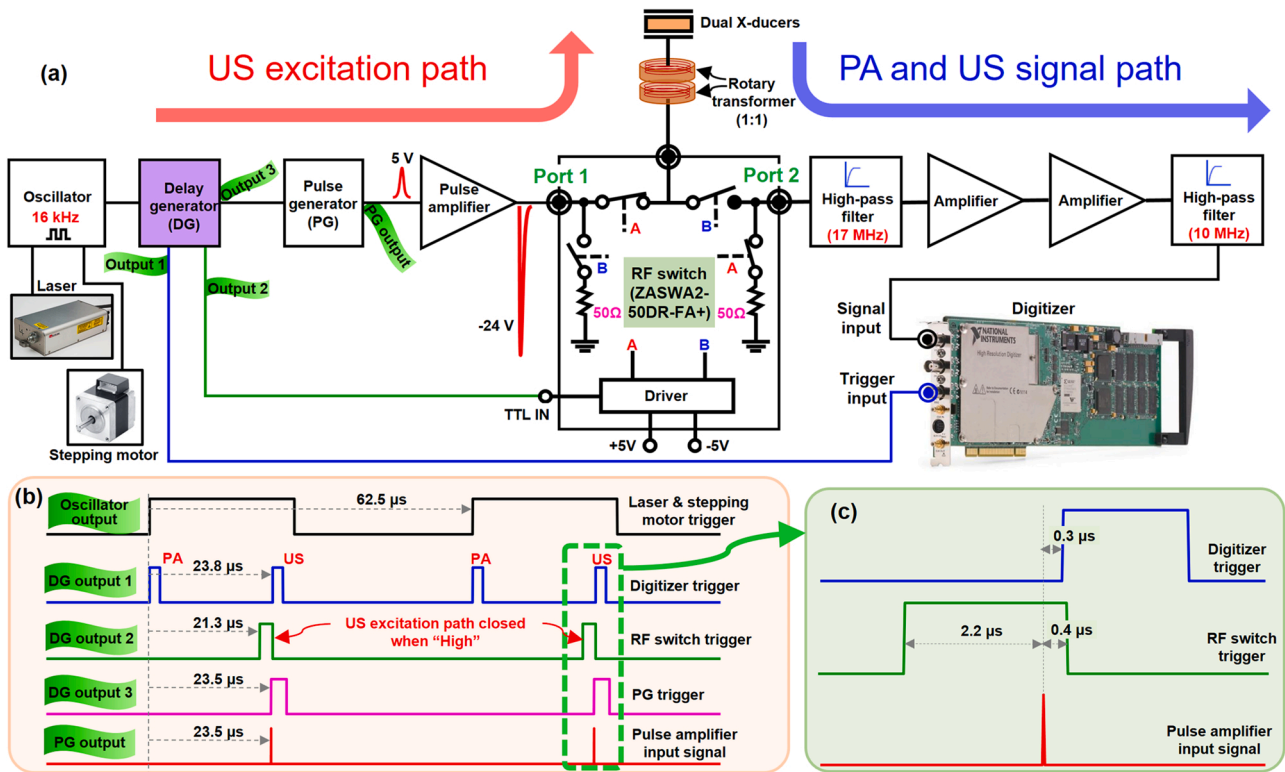 Dual X-ducers
(a)
US excitation path
PA and US signal path
Rotary
transformer
(1:1)
Oscillator
16 kHz
Delay
generator
(DG)
Output 3
Output 1
Output 2
Pulse
generator
(PG)
5 V
PG output
Pulse
amplifier
-24 V
Port 1
Port 2
A
B
B
A
RF switch
(ZASWA2-
50DR-FA+)
50Ω
50Ω
A
B
Driver
TTL IN
+5V
-5V
High-pass
filter
(17 MHz)
Amplifier
Amplifier
High-pass
filter
(10 MHz)
Laser
Stepping motor
Signal
input
Trigger
input
Digitizer
NATIONAL
INSTRUMENTS
High Resolution Digitizer
(b)
Oscillator
output
62.5 µs
Laser & stepping
motor trigger
DG output 1
PA
US
PA
US
23.8 µs
Digitizer trigger
DG output 2
21.3 µs
US excitation path closed
when “High”
RF switch trigger
DG output 3
23.5 µs
PG trigger
PG output
23.5 µs
Pulse amplifier
input signal
(c)
0.3 µs
Digitizer
trigger
2.2 µs
0.4 µs
RF switch
trigger
Pulse amplifier
input signal